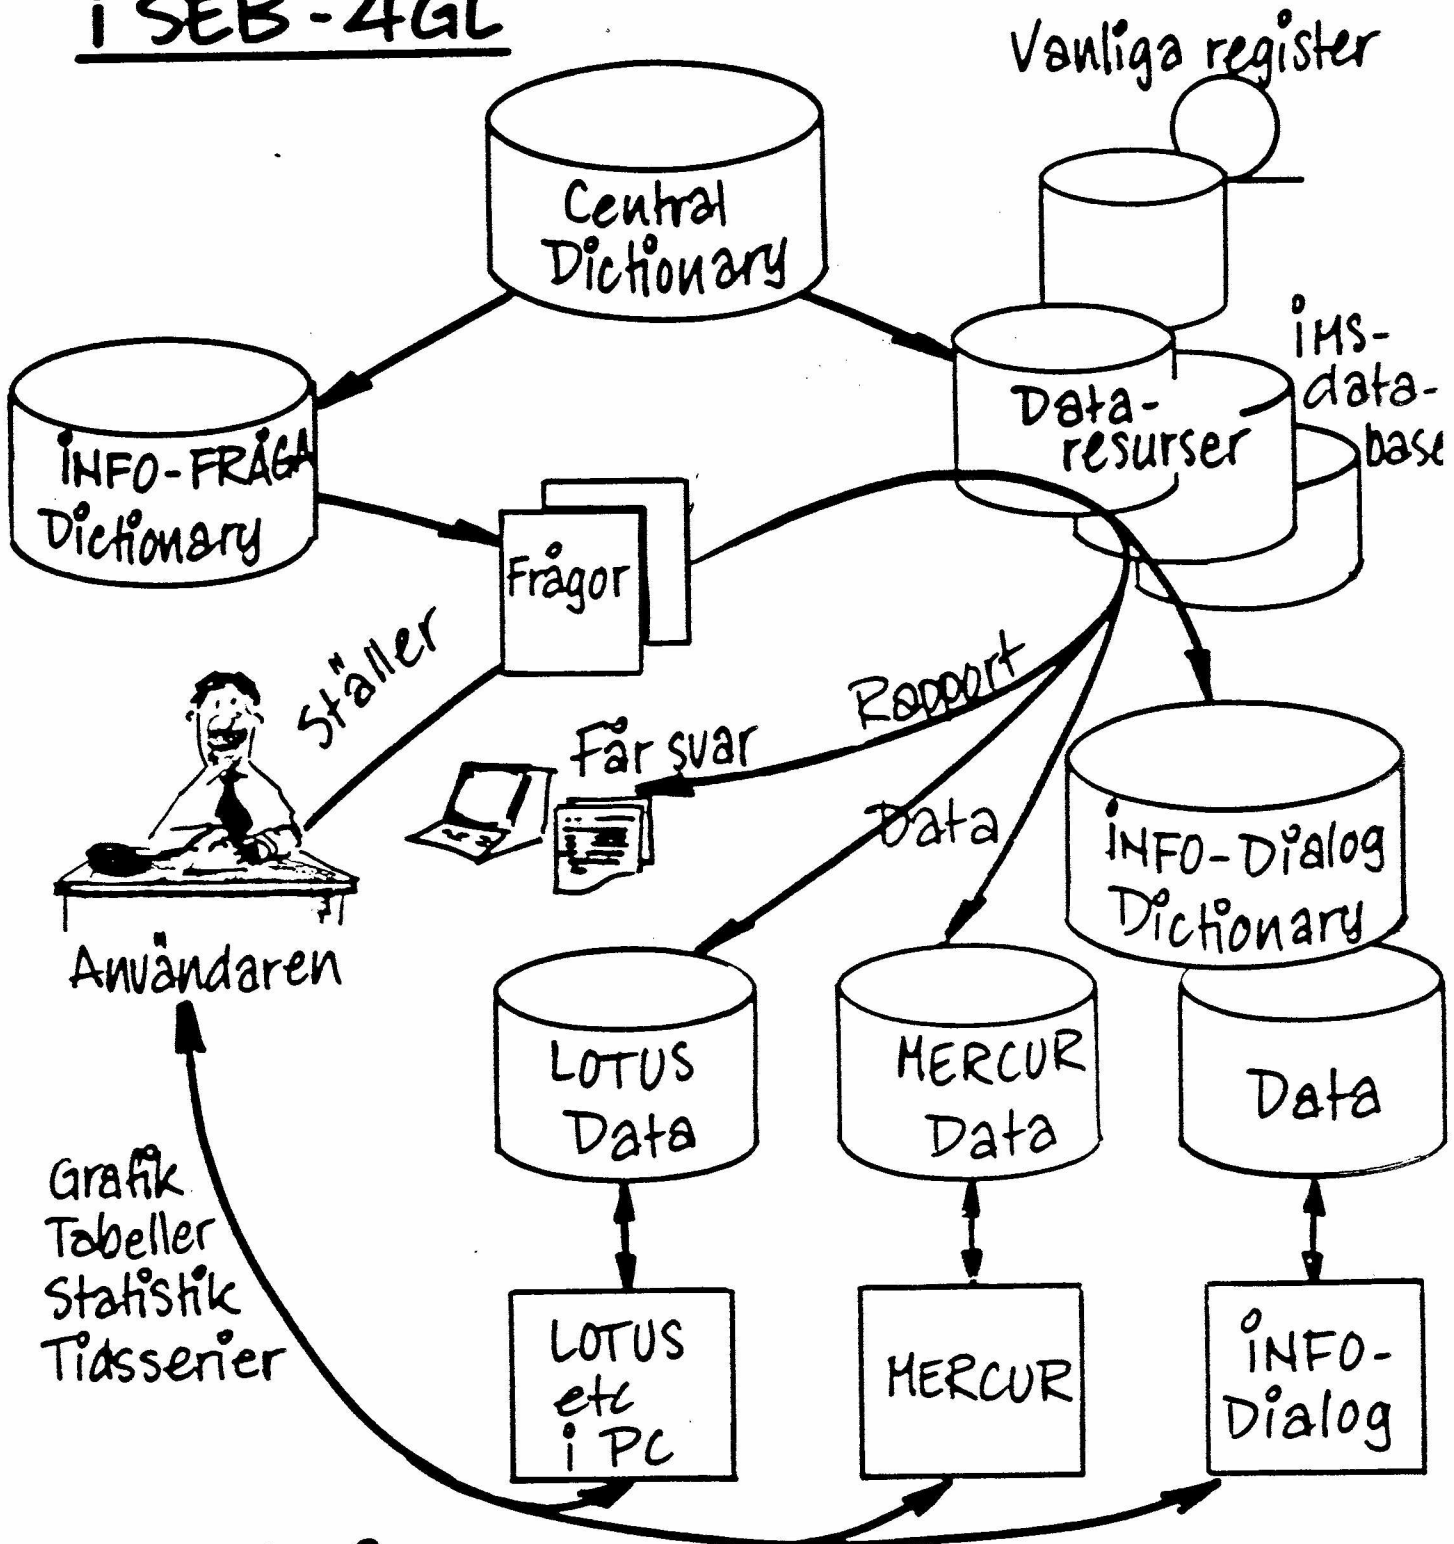 i SEB-4GL
Vanliga register
Central
Dictionary
iMS-
data-
base
Data-
resurser
iNFO-FRÅGA
Dictionary
Frågor
Ställer
Rapport
Får svar
Data
iNFO-Dialog
Dictionary
Användaren
LOTUS
Data
MERCUR
Data
Data
Grafik
Tabeller
Statistik
Tidsserier
LOTUS
etc
i PC
MERCUR
iNFO-
Dialog